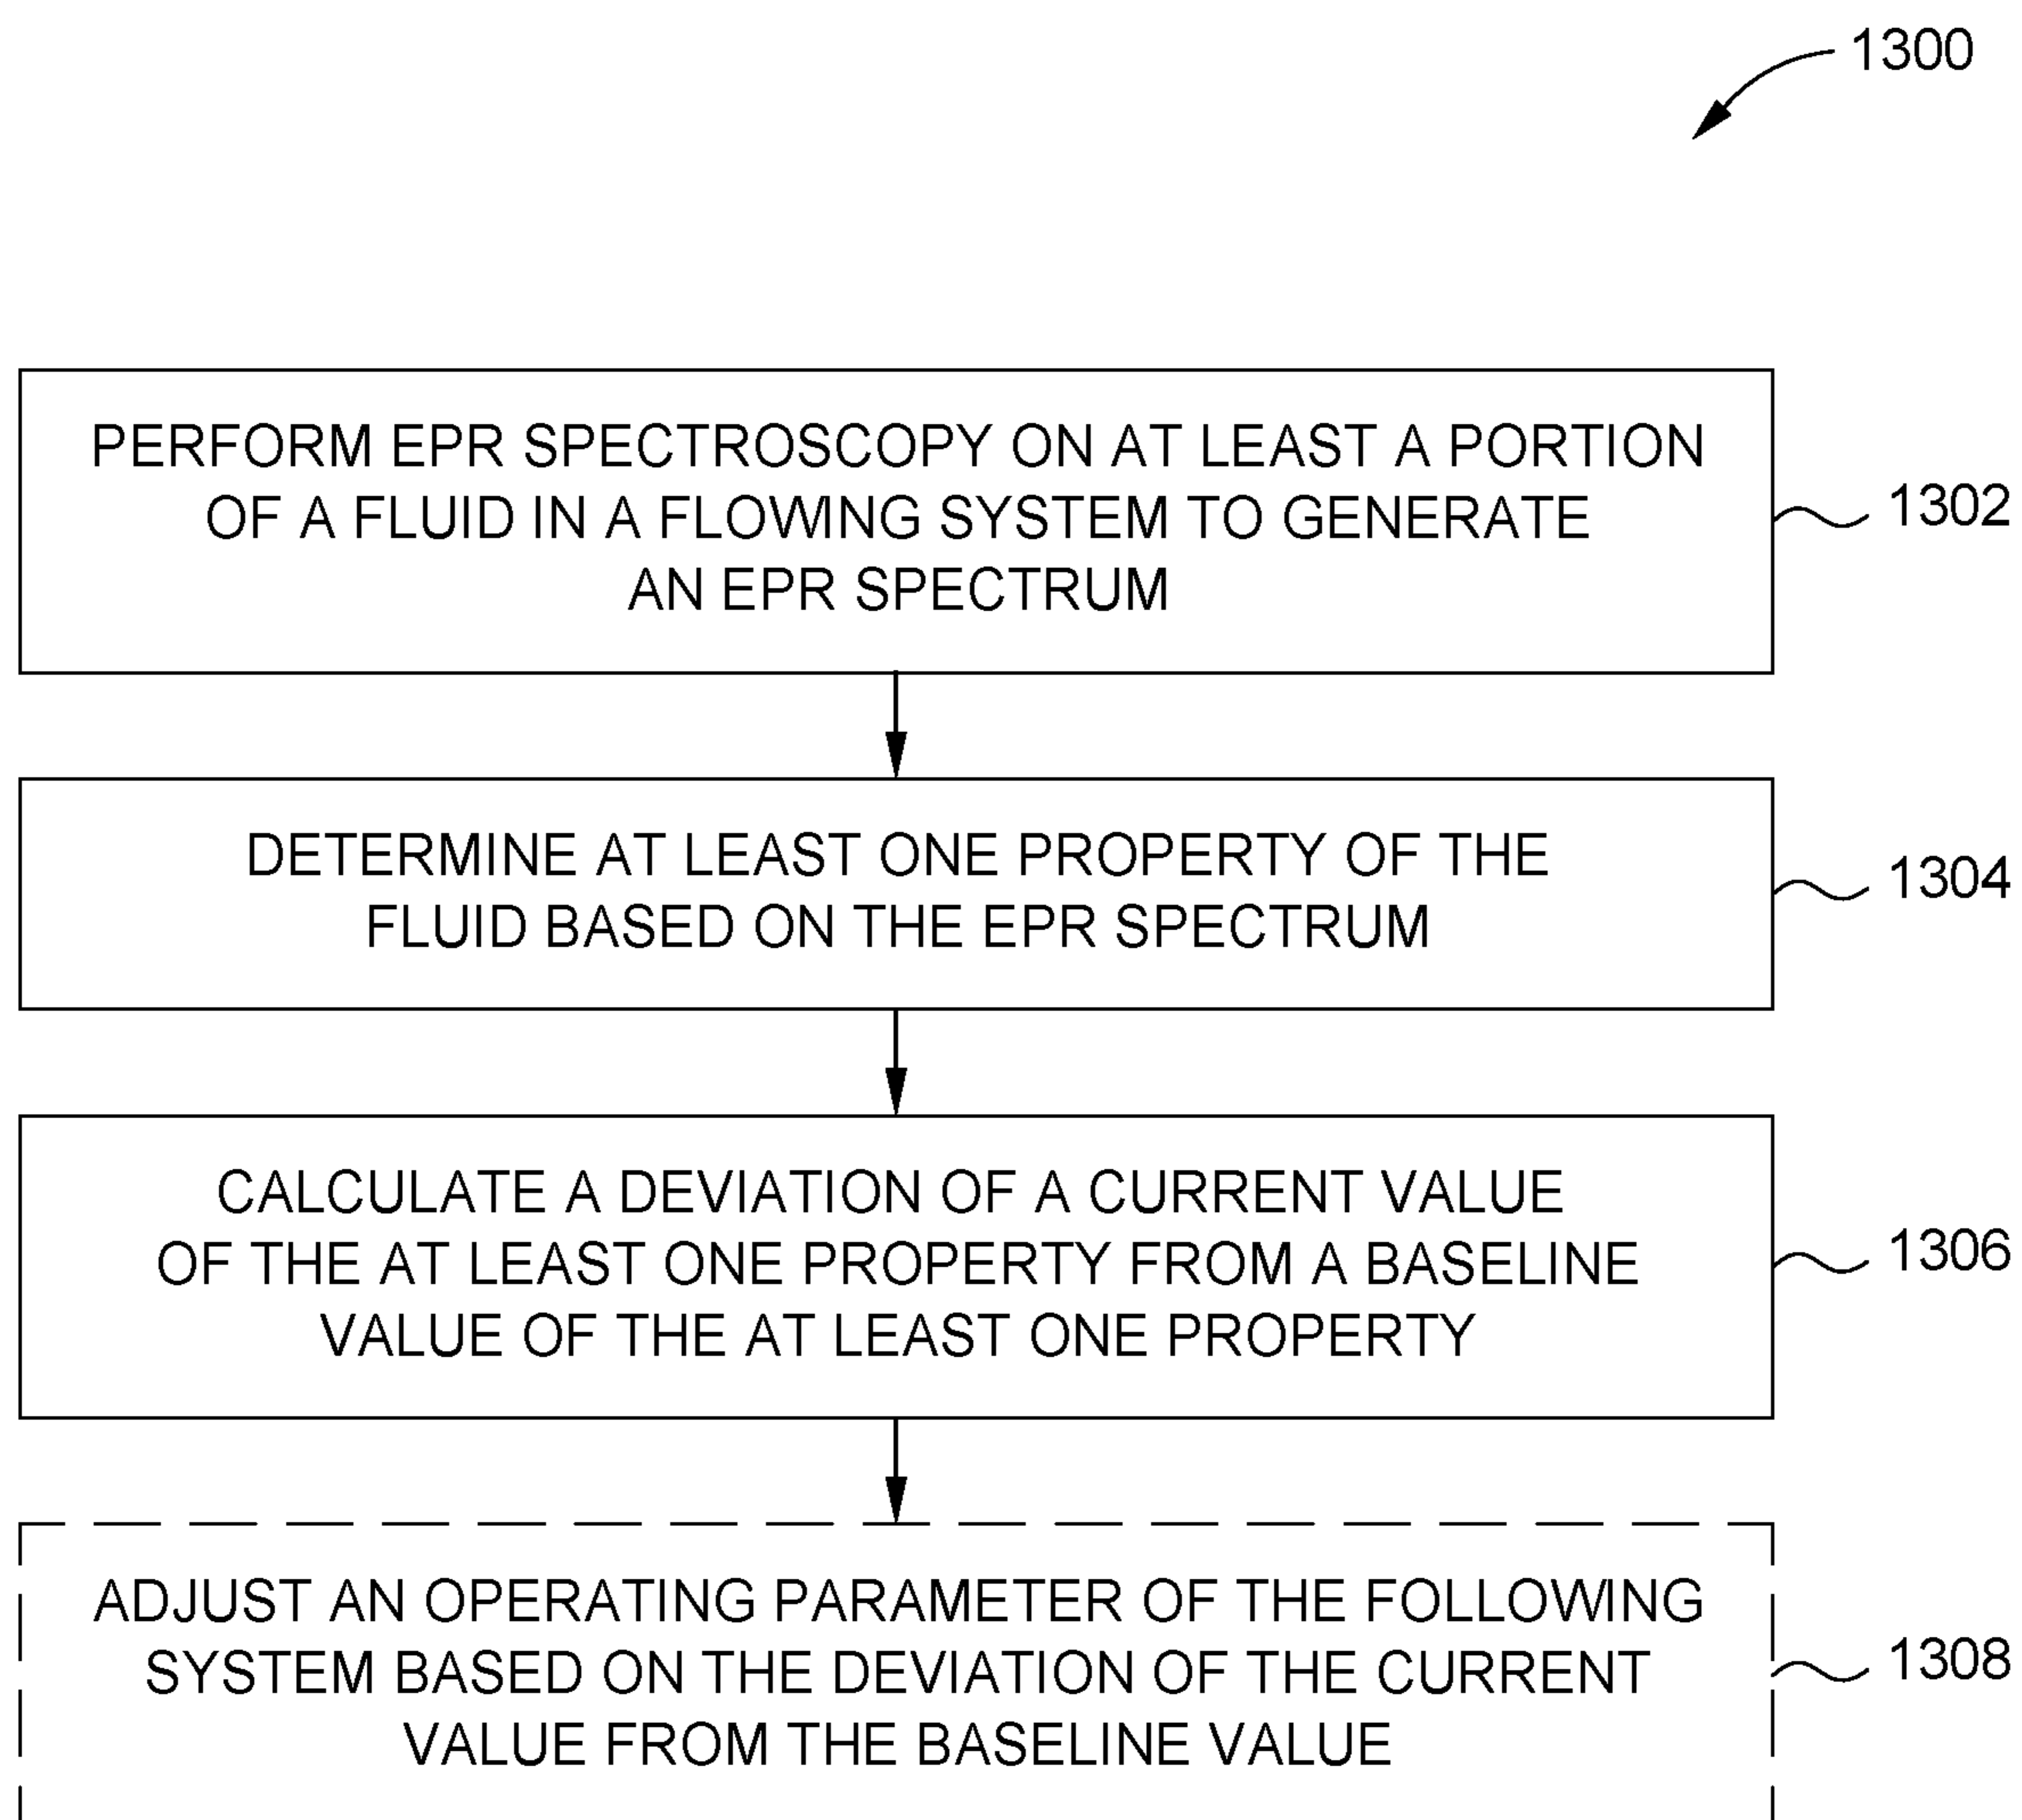 1300
PERFORM EPR SPECTROSCOPY ON AT LEAST A PORTION
OF A FLUID IN A FLOWING SYSTEM TO GENERATE
AN EPR SPECTRUM
1302
DETERMINE AT LEAST ONE PROPERTY OF THE
FLUID BASED ON THE EPR SPECTRUM
1304
CALCULATE A DEVIATION OF A CURRENT VALUE
OF THE AT LEAST ONE PROPERTY FROM A BASELINE
VALUE OF THE AT LEAST ONE PROPERTY
1306
ADJUST AN OPERATING PARAMETER OF THE FOLLOWING
SYSTEM BASED ON THE DEVIATION OF THE CURRENT
VALUE FROM THE BASELINE VALUE
1308